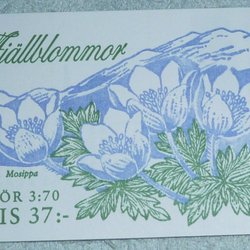 Fjällblommor
Mosippa
ÖR 3:70
IS 37:-